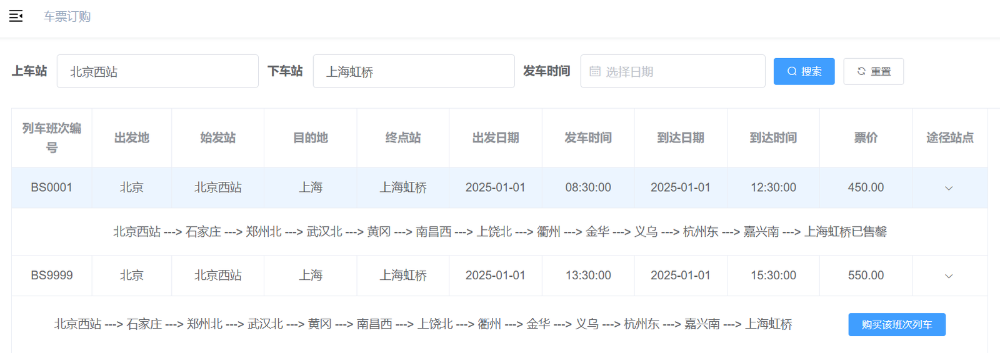 车票订购
上车站 北京西站 下车站 上海虹桥 发车时间 选择日期 搜索 重置
列车班次编号 出发地 始发站 目的地 终点站 出发日期 发车时间 到达日期 到达时间 票价 途径站点
BS0001 北京 北京西站 上海 上海虹桥 2025-01-01 08:30:00 2025-01-01 12:30:00 450.00
北京西站 ---> 石家庄 ---> 郑州北 ---> 武汉北 ---> 黄冈 ---> 南昌西 ---> 上饶北 ---> 衢州 ---> 金华 ---> 义乌 ---> 杭州东 ---> 嘉兴南 ---> 上海虹桥已售罄
BS9999 北京 北京西站 上海 上海虹桥 2025-01-01 13:30:00 2025-01-01 15:30:00 550.00
北京西站 ---> 石家庄 ---> 郑州北 ---> 武汉北 ---> 黄冈 ---> 南昌西 ---> 上饶北 ---> 衢州 ---> 金华 ---> 义乌 ---> 杭州东 ---> 嘉兴南 ---> 上海虹桥 购买该班次列车